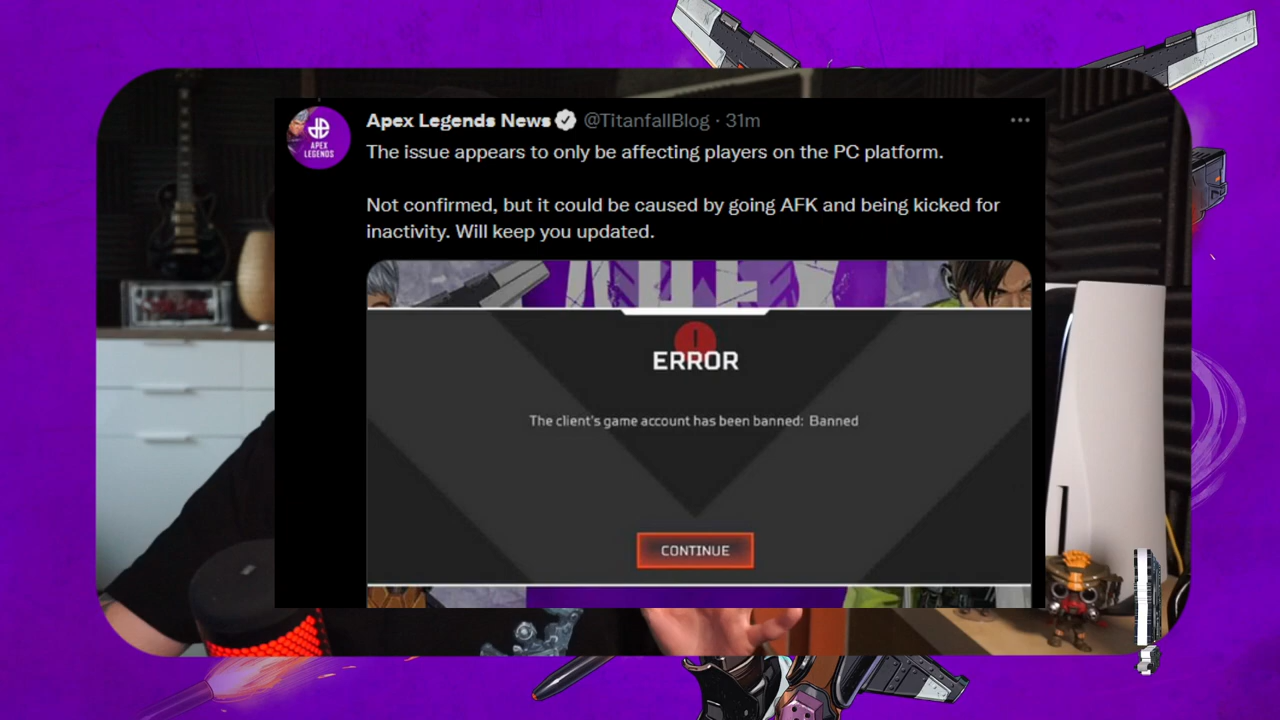 Apex Legends News @TitanfallBlog · 31m
The issue appears to only be affecting players on the PC platform.
Not confirmed, but it could be caused by going AFK and being kicked for
inactivity. Will keep you updated.
APEX
LEGENDS
ERROR
The client's game account has been banned: Banned
CONTINUE